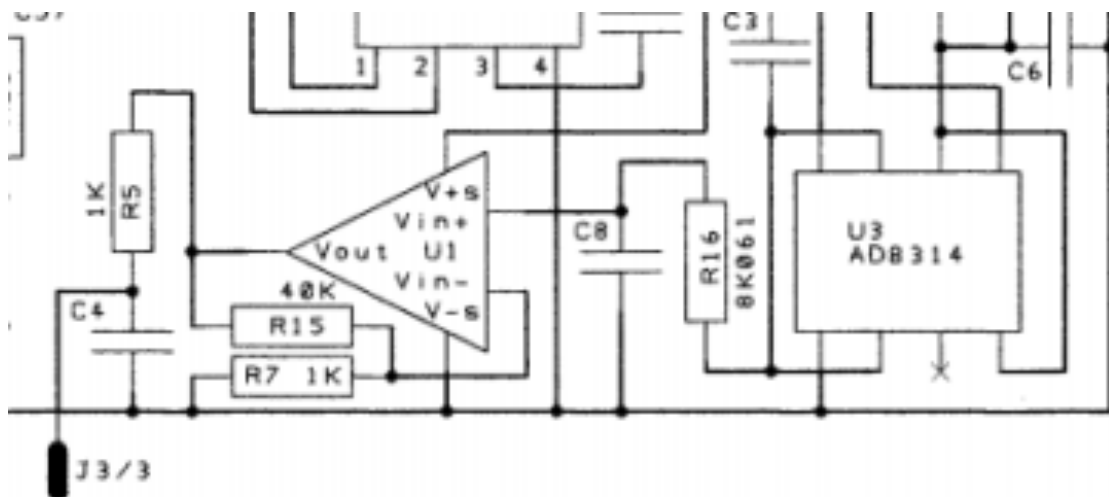 1 2 3 4
C3
C6
1K
R5
V+s
Vin+
Vout U1
Vin-
V-s
C8
R16
8K061
U3
AD8314
40K
C4
R15
R7 1K
J3/3